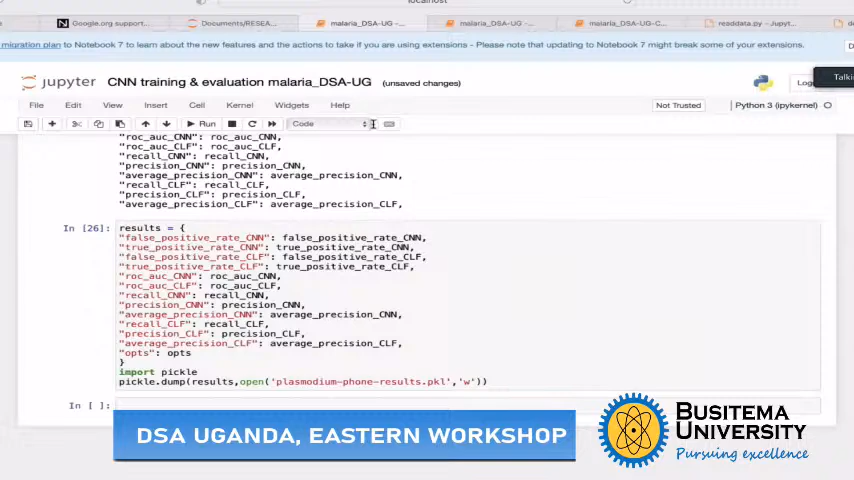 localhost
Google.org support...
Documents/RESEA...
malaria_DSA-UG -...
malaria_DSA-UG -...
malaria_DSA-UG-C...
readdata.py – Jupyt...
migration plan to Notebook 7 to learn about the new features and the actions to take if you are using extensions - Please note that updating to Notebook 7 might break some of your extensions.
jupyter CNN training & evaluation malaria_DSA-UG (unsaved changes)
Talki
File Edit View Insert Cell Kernel Widgets Help
Not Trusted Python 3 (ipykernel)
Run Code
"roc_auc_CNN": roc_auc_CNN,
"roc_auc_CLF": roc_auc_CLF,
"recall_CNN": recall_CNN,
"precision_CNN": precision_CNN,
"average_precision_CNN": average_precision_CNN,
"recall_CLF": recall_CLF,
"precision_CLF": precision_CLF,
"average_precision_CLF": average_precision_CLF,
In [26]: results = {
"false_positive_rate_CNN": false_positive_rate_CNN,
"true_positive_rate_CNN": true_positive_rate_CNN,
"false_positive_rate_CLF": false_positive_rate_CLF,
"true_positive_rate_CLF": true_positive_rate_CLF,
"roc_auc_CNN": roc_auc_CNN,
"roc_auc_CLF": roc_auc_CLF,
"recall_CNN": recall_CNN,
"precision_CNN": precision_CNN,
"average_precision_CNN": average_precision_CNN,
"recall_CLF": recall_CLF,
"precision_CLF": precision_CLF,
"average_precision_CLF": average_precision_CLF,
"opts": opts
}
import pickle
pickle.dump(results,open('plasmodium-phone-results.pkl','w'))
In [ ]:
DSA UGANDA, EASTERN WORKSHOP
BUSITEMA
UNIVERSITY
Pursuing excellence